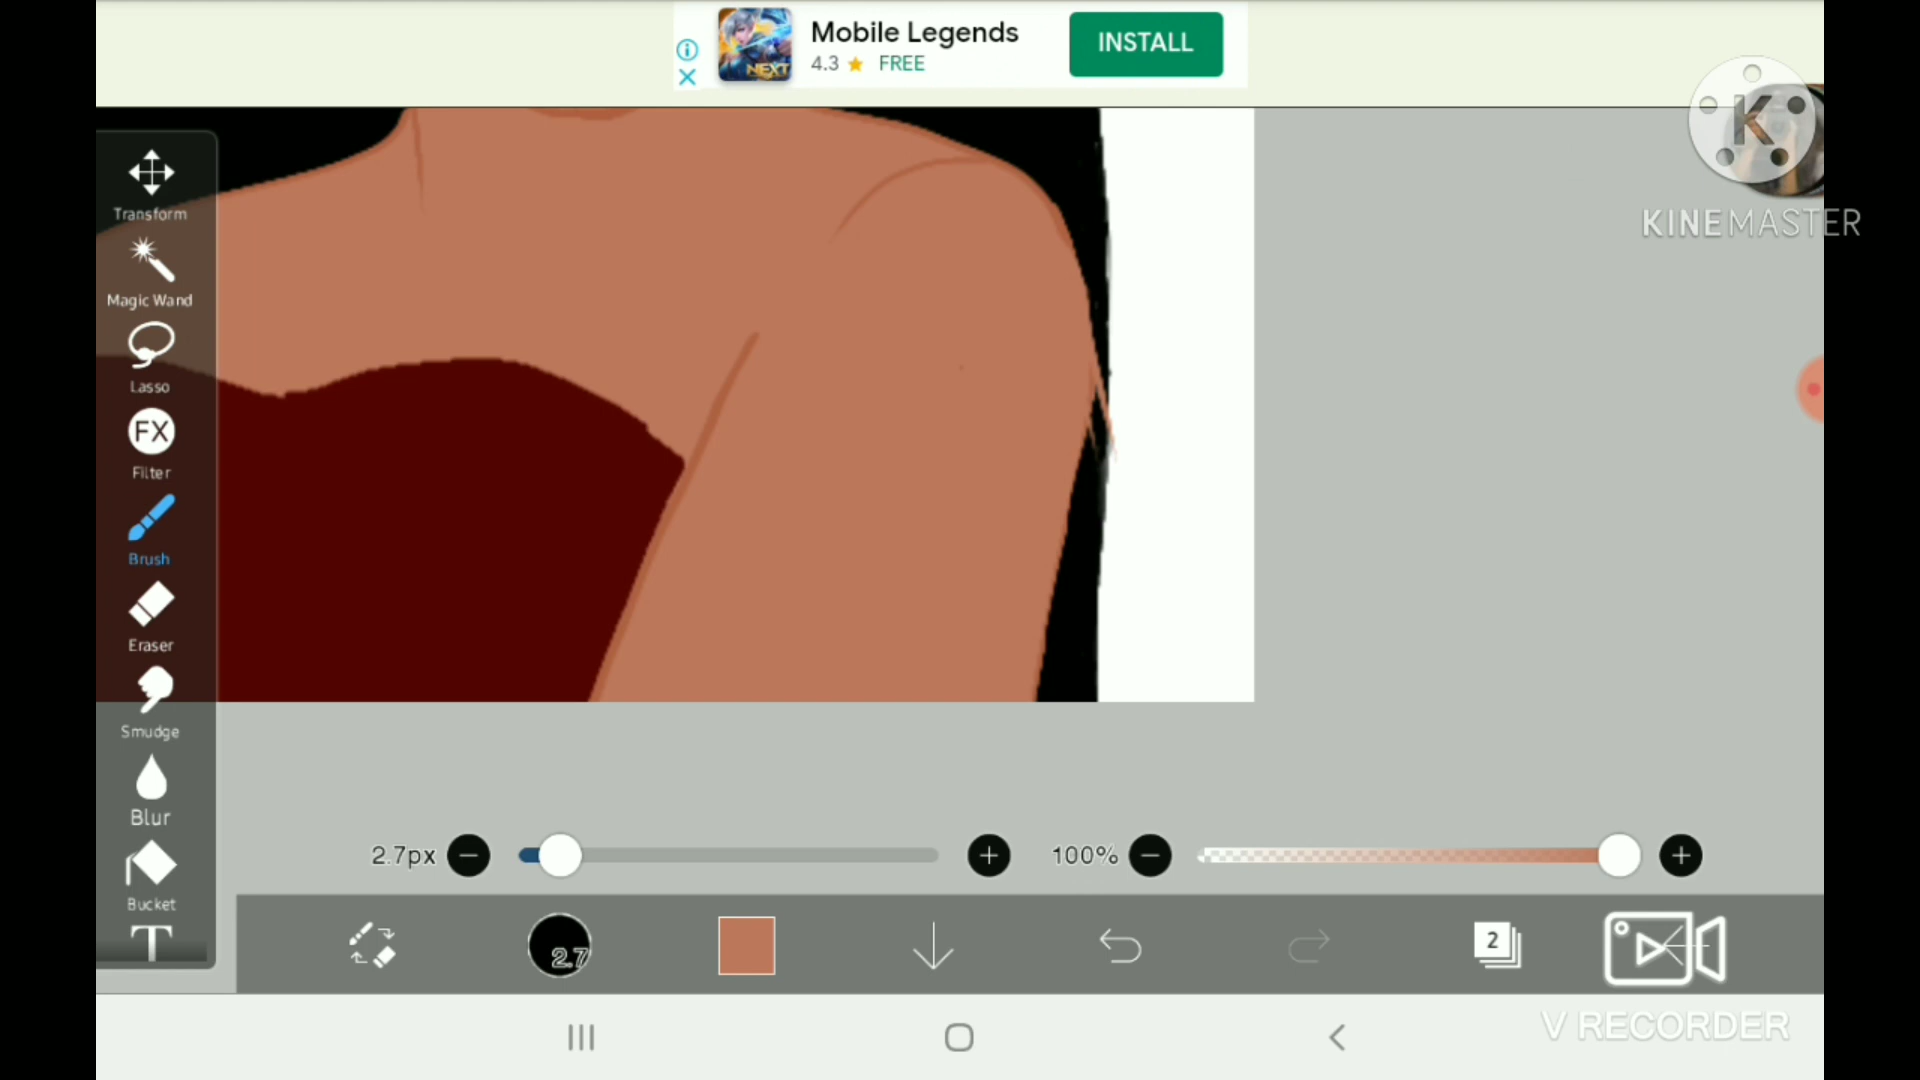 Mobile Legends
4.3 FREE
INSTALL
NEXT
K
KINEMASTER
Transform
Magic Wand
Lasso
FX
Filter
Brush
Eraser
Smudge
Blur
Bucket
T
2.7px
100%
2.7
2
V RECORDER